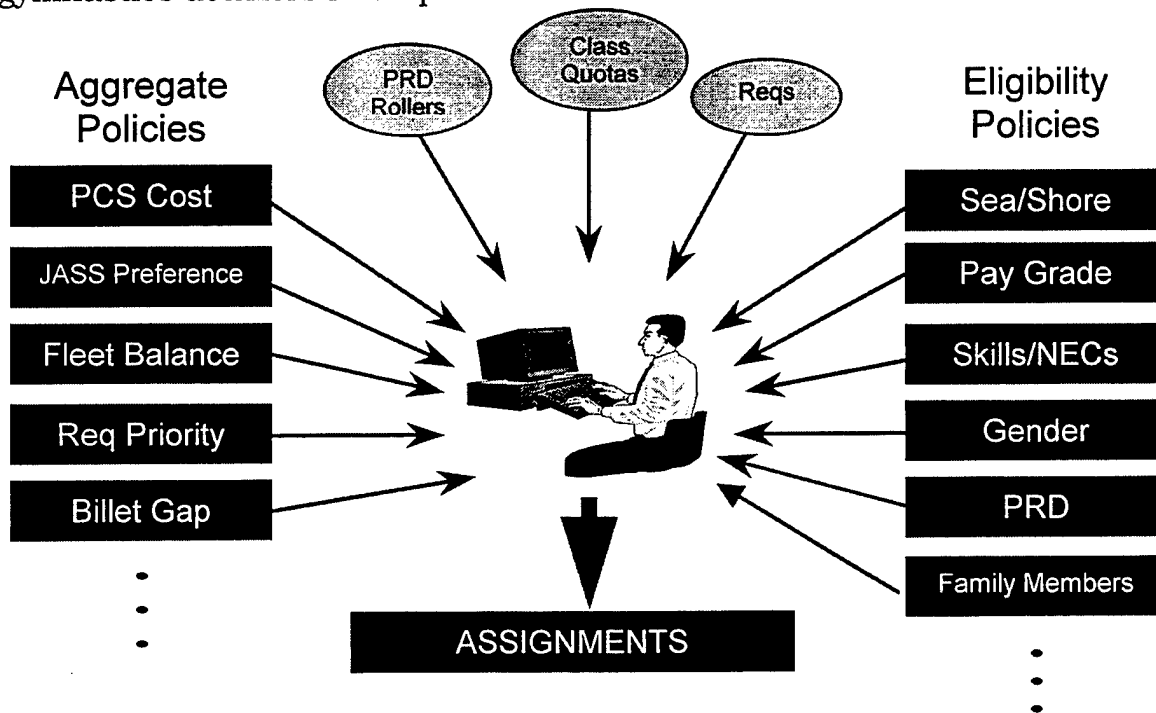 Class
Quotas
PRD
Rollers
Reqs
Aggregate
Policies
Eligibility
Policies
PCS Cost
JASS Preference
Fleet Balance
Req Priority
Billet Gap
Sea/Shore
Pay Grade
Skills/NECs
Gender
PRD
Family Members
ASSIGNMENTS